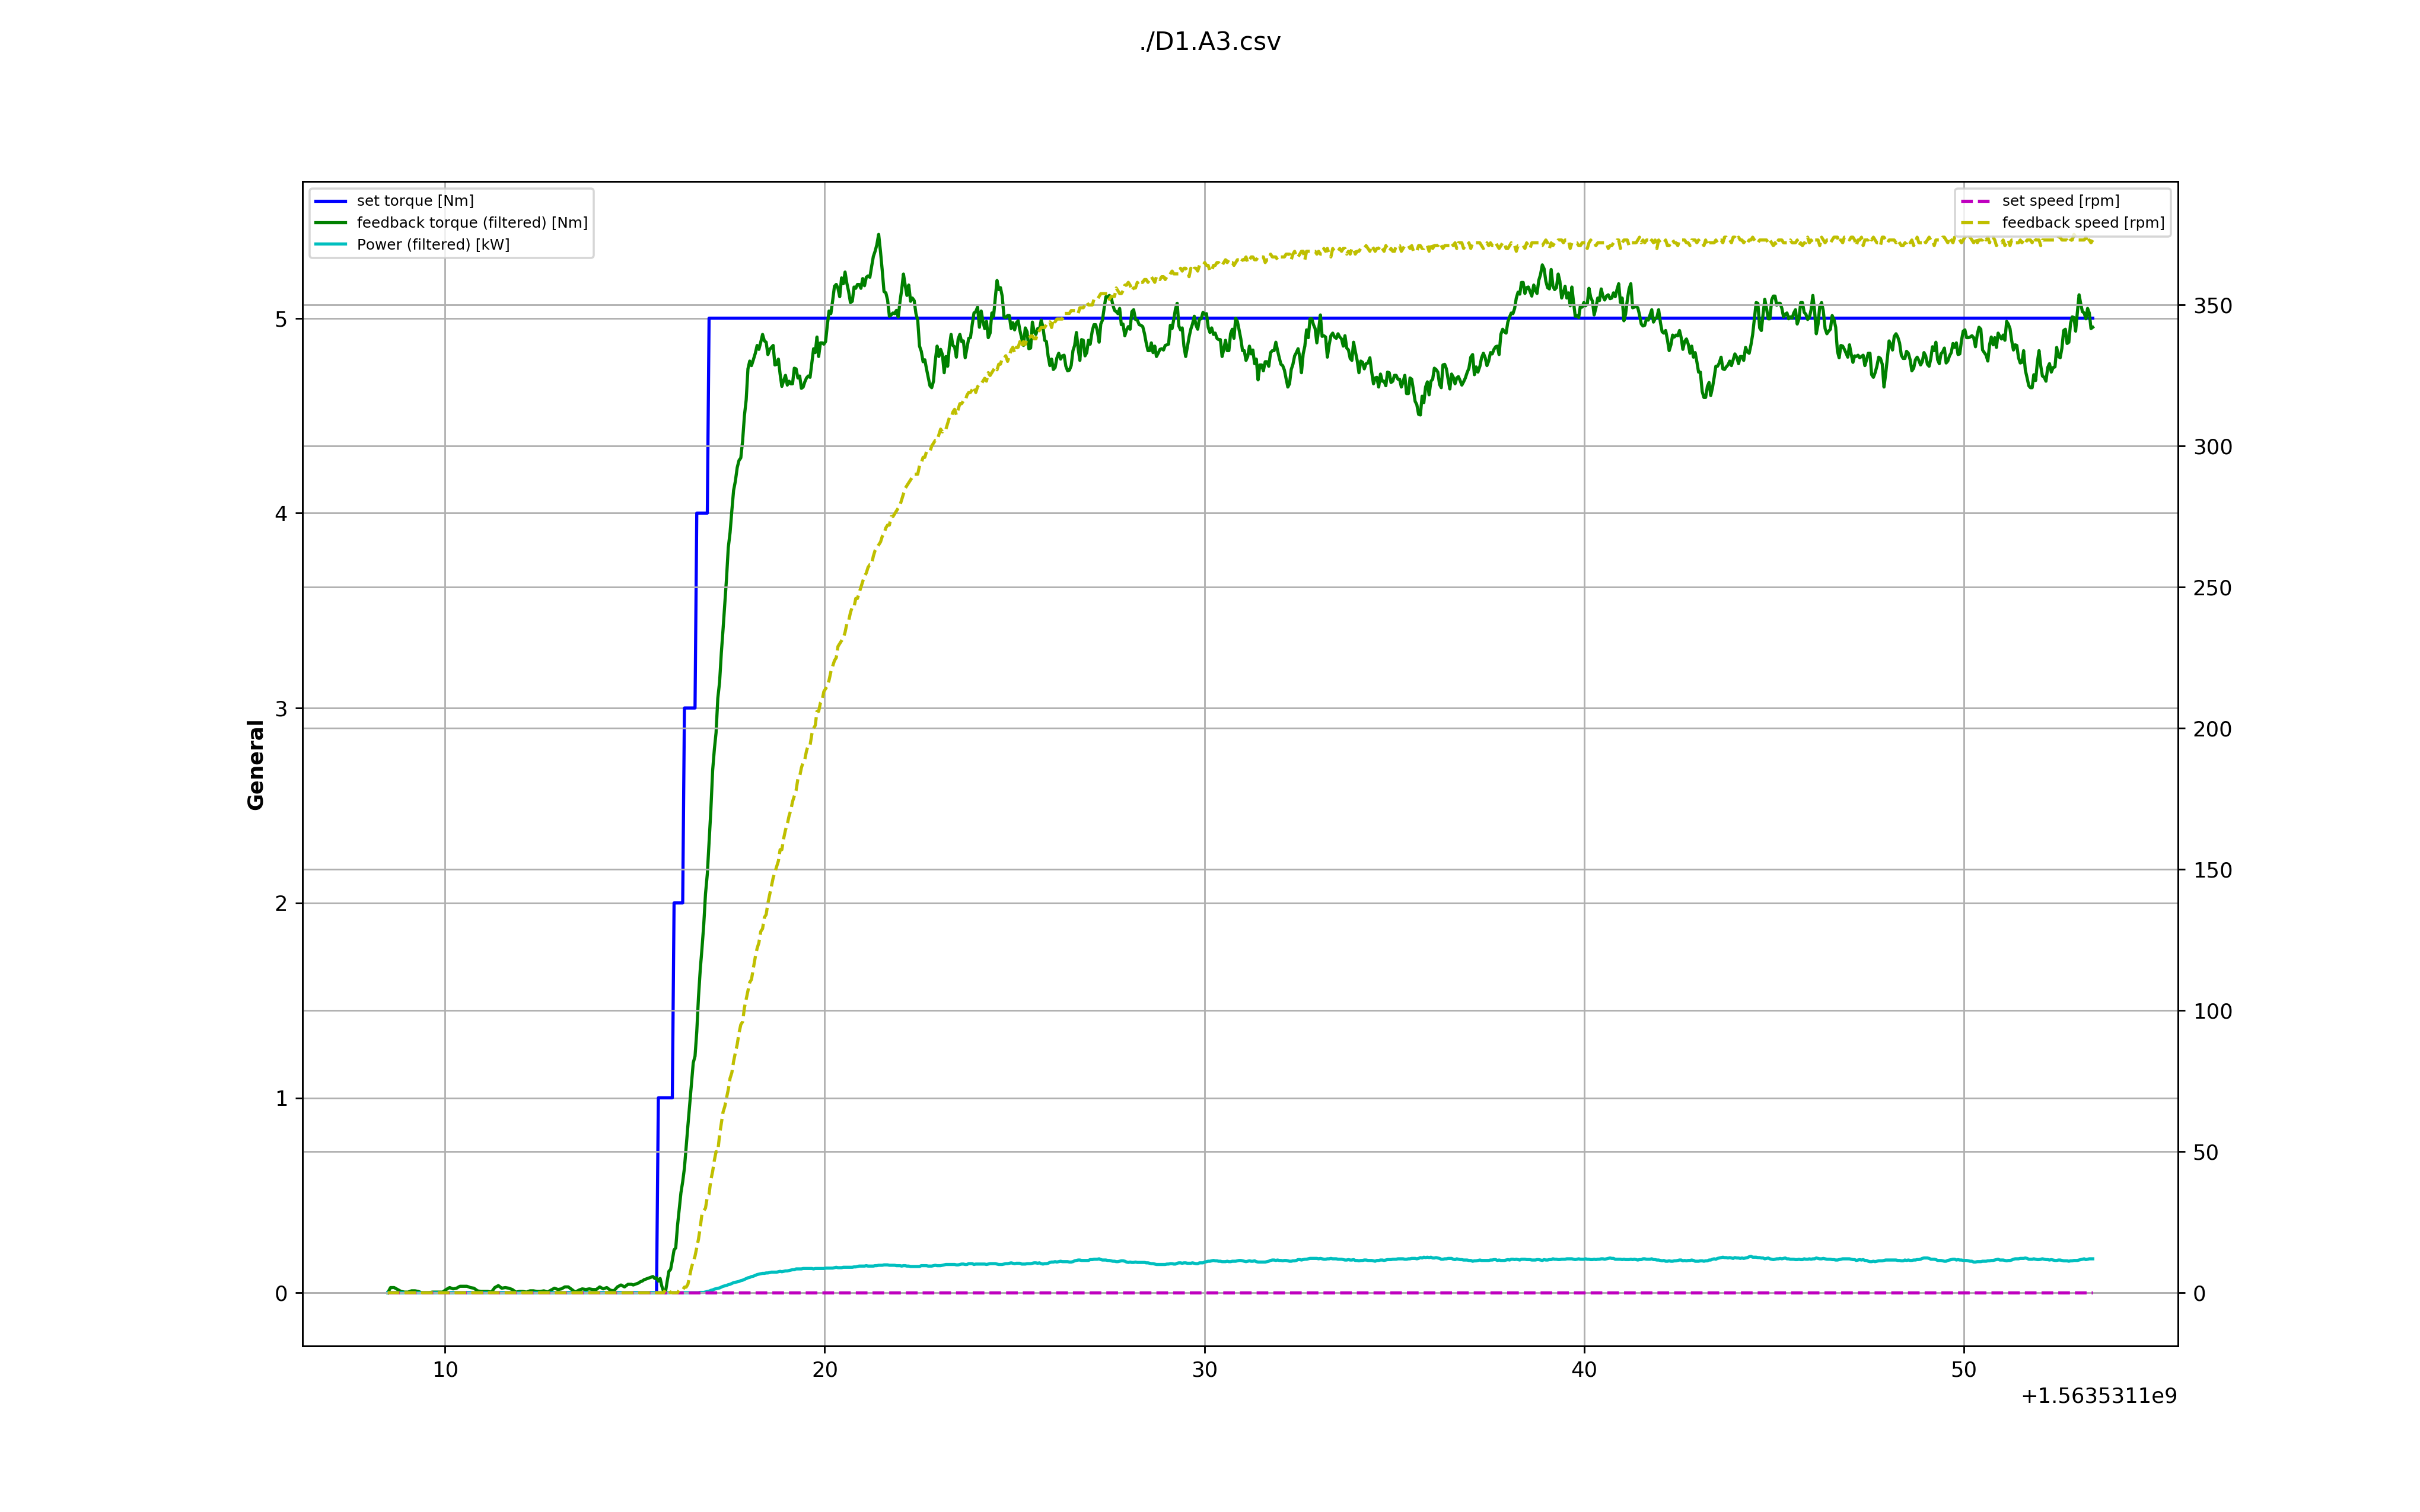 ./D1.A3.csv
set torque [Nm]
feedback torque (filtered) [Nm]
Power (filtered) [kW]
set speed [rpm]
feedback speed [rpm]
General
5
4
3
2
1
0
350
300
250
200
150
100
50
0
10 20 30 40 50
+1.5635311e9